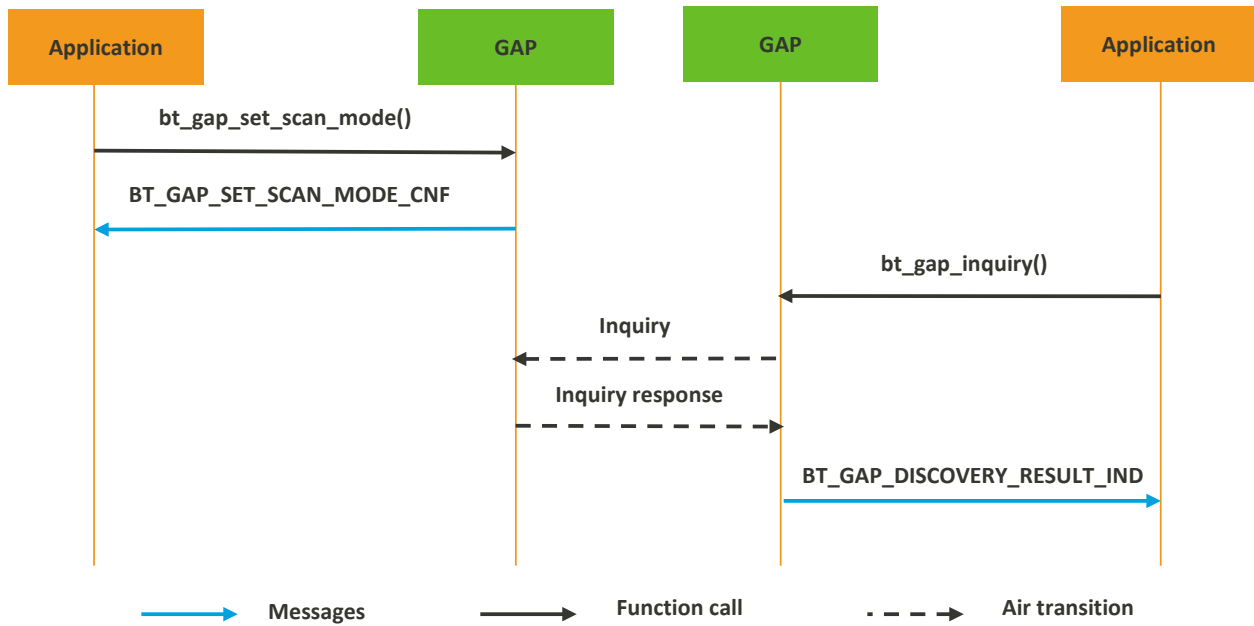 Application
GAP
GAP
Application
bt_gap_set_scan_mode()
BT_GAP_SET_SCAN_MODE_CNF
bt_gap_inquiry()
Inquiry
Inquiry response
BT_GAP_DISCOVERY_RESULT_IND
Messages
Function call
Air transition